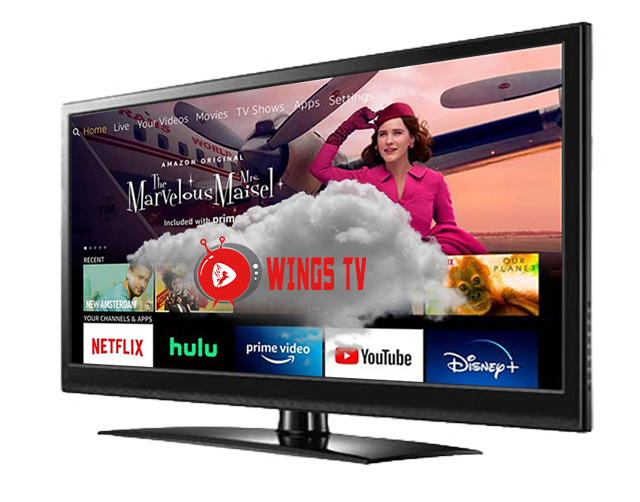 Home Live Your Videos Movies TV Shows Apps Settings
AMAZON ORIGINAL
The Marvelous Mrs. Maisel
Included with prime
RECENT
NEW AMSTERDAM
OUR PLANET
WINGS TV
YOUR CHANNELS & APPS
NETFLIX
hulu
prime video
YouTube
Disney+